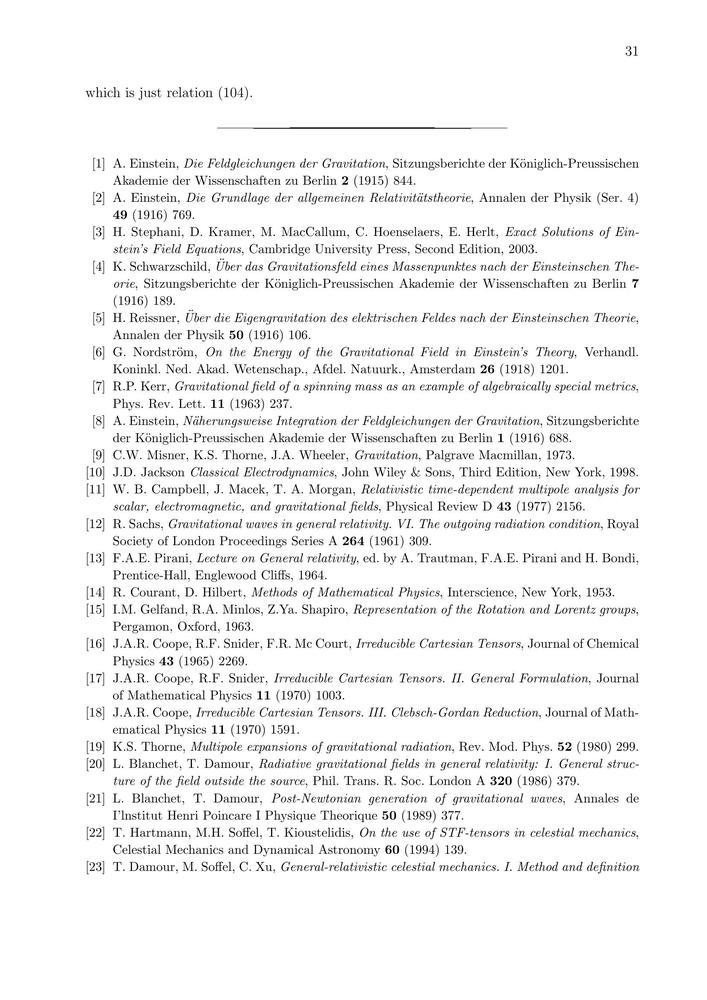 31
which is just relation (104).
[1] A. Einstein, Die Feldgleichungen der Gravitation, Sitzungsberichte der Königlich-Preussischen
Akademie der Wissenschaften zu Berlin 2 (1915) 844.
[2] A. Einstein, Die Grundlage der allgemeinen Relativitätstheorie, Annalen der Physik (Ser. 4)
49 (1916) 769.
[3] H. Stephani, D. Kramer, M. MacCallum, C. Hoenselaers, E. Herlt, Exact Solutions of Ein-
stein's Field Equations, Cambridge University Press, Second Edition, 2003.
[4] K. Schwarzschild, Über das Gravitationsfeld eines Massenpunktes nach der Einsteinschen The-
orie, Sitzungsberichte der Königlich-Preussischen Akademie der Wissenschaften zu Berlin 7
(1916) 189.
[5] H. Reissner, Über die Eigengravitation des elektrischen Feldes nach der Einsteinschen Theorie,
Annalen der Physik 50 (1916) 106.
[6] G. Nordström, On the Energy of the Gravitational Field in Einstein's Theory, Verhandl.
Koninkl. Ned. Akad. Wetenschap., Afdel. Natuurk., Amsterdam 26 (1918) 1201.
[7] R.P. Kerr, Gravitational field of a spinning mass as an example of algebraically special metrics,
Phys. Rev. Lett. 11 (1963) 237.
[8] A. Einstein, Näherungsweise Integration der Feldgleichungen der Gravitation, Sitzungsberichte
der Königlich-Preussischen Akademie der Wissenschaften zu Berlin 1 (1916) 688.
[9] C.W. Misner, K.S. Thorne, J.A. Wheeler, Gravitation, Palgrave Macmillan, 1973.
[10] J.D. Jackson Classical Electrodynamics, John Wiley & Sons, Third Edition, New York, 1998.
[11] W. B. Campbell, J. Macek, T. A. Morgan, Relativistic time-dependent multipole analysis for
scalar, electromagnetic, and gravitational fields, Physical Review D 43 (1977) 2156.
[12] R. Sachs, Gravitational waves in general relativity. VI. The outgoing radiation condition, Royal
Society of London Proceedings Series A 264 (1961) 309.
[13] F.A.E. Pirani, Lecture on General relativity, ed. by A. Trautman, F.A.E. Pirani and H. Bondi,
Prentice-Hall, Englewood Cliffs, 1964.
[14] R. Courant, D. Hilbert, Methods of Mathematical Physics, Interscience, New York, 1953.
[15] I.M. Gelfand, R.A. Minlos, Z.Ya. Shapiro, Representation of the Rotation and Lorentz groups,
Pergamon, Oxford, 1963.
[16] J.A.R. Coope, R.F. Snider, F.R. Mc Court, Irreducible Cartesian Tensors, Journal of Chemical
Physics 43 (1965) 2269.
[17] J.A.R. Coope, R.F. Snider, Irreducible Cartesian Tensors. II. General Formulation, Journal
of Mathematical Physics 11 (1970) 1003.
[18] J.A.R. Coope, Irreducible Cartesian Tensors. III. Clebsch-Gordan Reduction, Journal of Math-
ematical Physics 11 (1970) 1591.
[19] K.S. Thorne, Multipole expansions of gravitational radiation, Rev. Mod. Phys. 52 (1980) 299.
[20] L. Blanchet, T. Damour, Radiative gravitational fields in general relativity: I. General struc-
ture of the field outside the source, Phil. Trans. R. Soc. London A 320 (1986) 379.
[21] L. Blanchet, T. Damour, Post-Newtonian generation of gravitational waves, Annales de
I'lnstitut Henri Poincare I Physique Theorique 50 (1989) 377.
[22] T. Hartmann, M.H. Soffel, T. Kioustelidis, On the use of STF-tensors in celestial mechanics,
Celestial Mechanics and Dynamical Astronomy 60 (1994) 139.
[23] T. Damour, M. Soffel, C. Xu, General-relativistic celestial mechanics. I. Method and definition